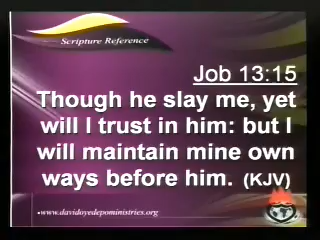 Scripture Reference
Job 13:15
Though he slay me, yet
will I trust in him: but I
will maintain mine own
ways before him. (KJV)
•www.davidoyedepoministries.org